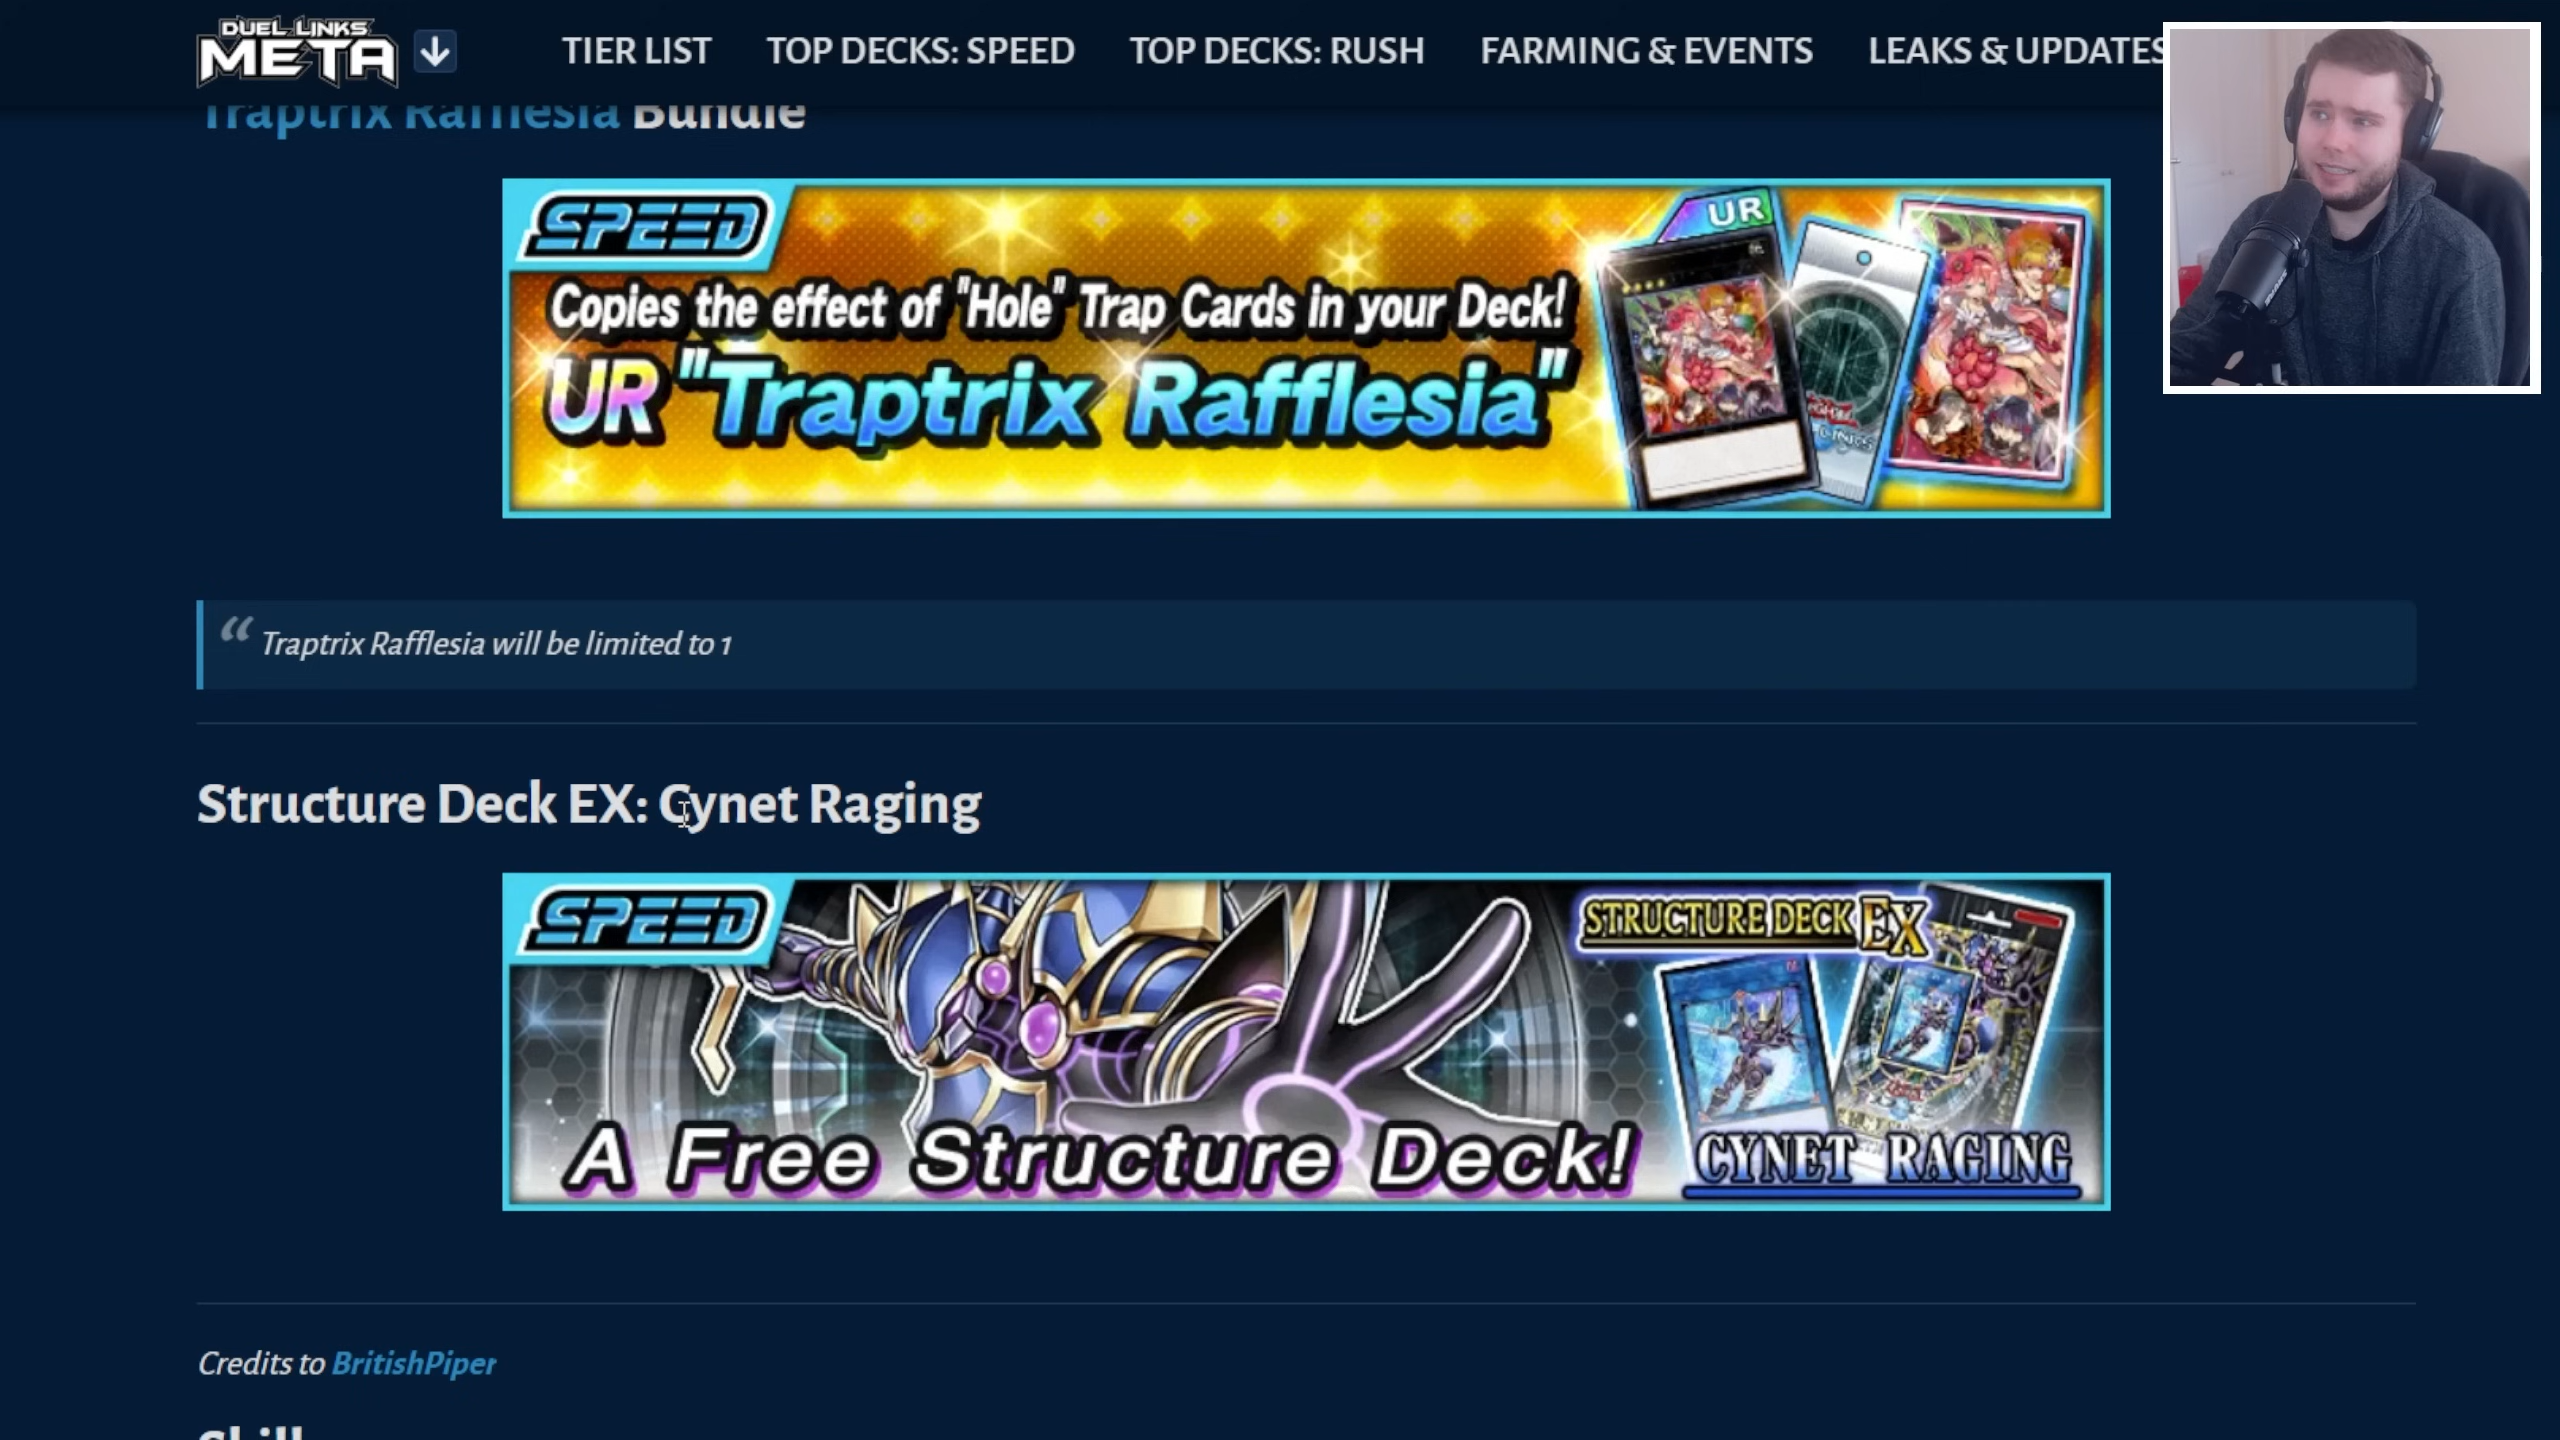 DUEL LINKS
META
TIER LIST
TOP DECKS: SPEED
TOP DECKS: RUSH
FARMING & EVENTS
LEAKS & UPDATES
Traptrix Rafflesia Bundle
SPEED
UR
Copies the effect of "Hole" Trap Cards in your Deck!
UR "Traptrix Rafflesia"
“ Traptrix Rafflesia will be limited to 1
Structure Deck EX: Cynet Raging
SPEED
STRUCTURE DECK EX
A Free Structure Deck!
CYNET RAGING
Credits to BritishPiper
Skill